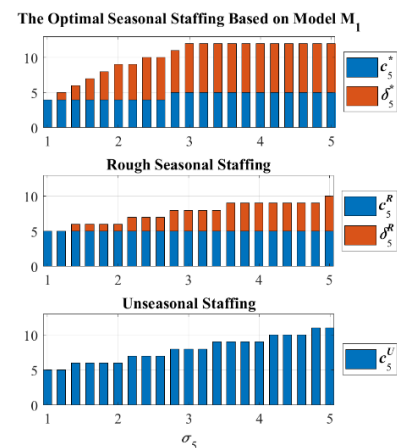 The Optimal Seasonal Staffing Based on Model M₁
10
5
0
1 2 3 4 5
c₅*
δ₅*
Rough Seasonal Staffing
10
5
0
1 2 3 4 5
c₅ᴿ
δ₅ᴿ
Unseasonal Staffing
10
5
0
1 2 3 4 5
c₅ᵁ
σ₅